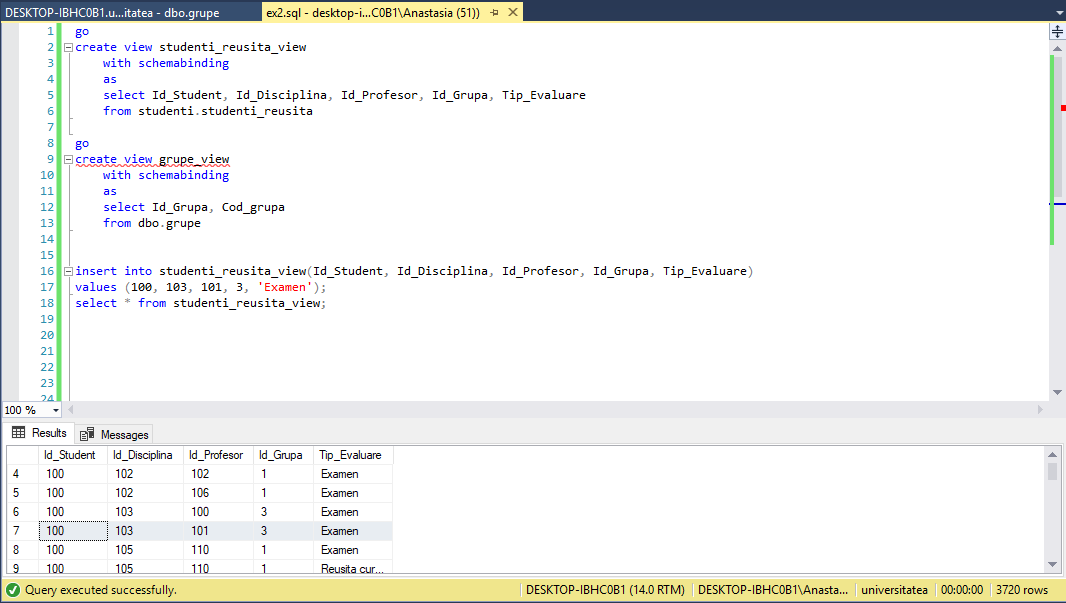 DESKTOP-IBHC0B1.u...itatea - dbo.grupe
ex2.sql - desktop-i...C0B1\Anastasia (51))
1 go
2 create view studenti_reusita_view
3 with schemabinding
4 as
5 select Id_Student, Id_Disciplina, Id_Profesor, Id_Grupa, Tip_Evaluare
6 from studenti.studenti_reusita
7
8 go
9 create view grupe_view
10 with schemabinding
11 as
12 select Id_Grupa, Cod_grupa
13 from dbo.grupe
14
15
16 insert into studenti_reusita_view(Id_Student, Id_Disciplina, Id_Profesor, Id_Grupa, Tip_Evaluare)
17 values (100, 103, 101, 3, 'Examen');
18 select * from studenti_reusita_view;
19
20
21
22
23
24
100 %
Results Messages
Id_Student Id_Disciplina Id_Profesor Id_Grupa Tip_Evaluare
4 100 102 102 1 Examen
5 100 102 106 1 Examen
6 100 103 100 3 Examen
7 100 103 101 3 Examen
8 100 105 110 1 Examen
9 100 105 110 1 Reusita cur...
Query executed successfully. DESKTOP-IBHC0B1 (14.0 RTM) DESKTOP-IBHC0B1\Anasta... universitatea 00:00:00 3720 rows